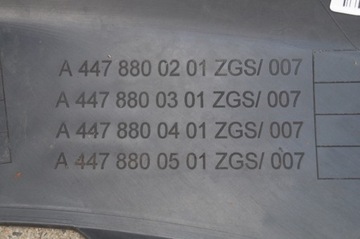 A 447 880 02 01 ZGS/ 007
A 447 880 03 01 ZGS/ 007
A 447 880 04 01 ZGS/ 007
A 447 880 05 01 ZGS/ 007